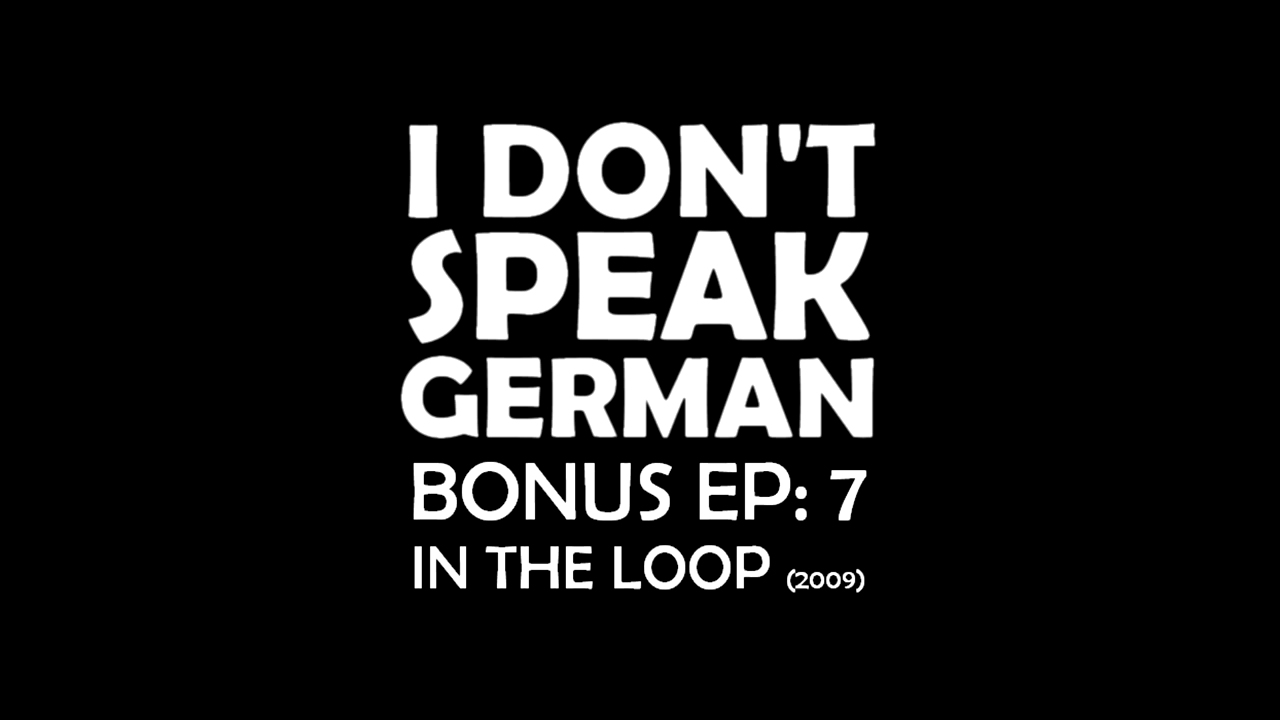 I DON'T
SPEAK
GERMAN
BONUS EP: 7
IN THE LOOP (2009)